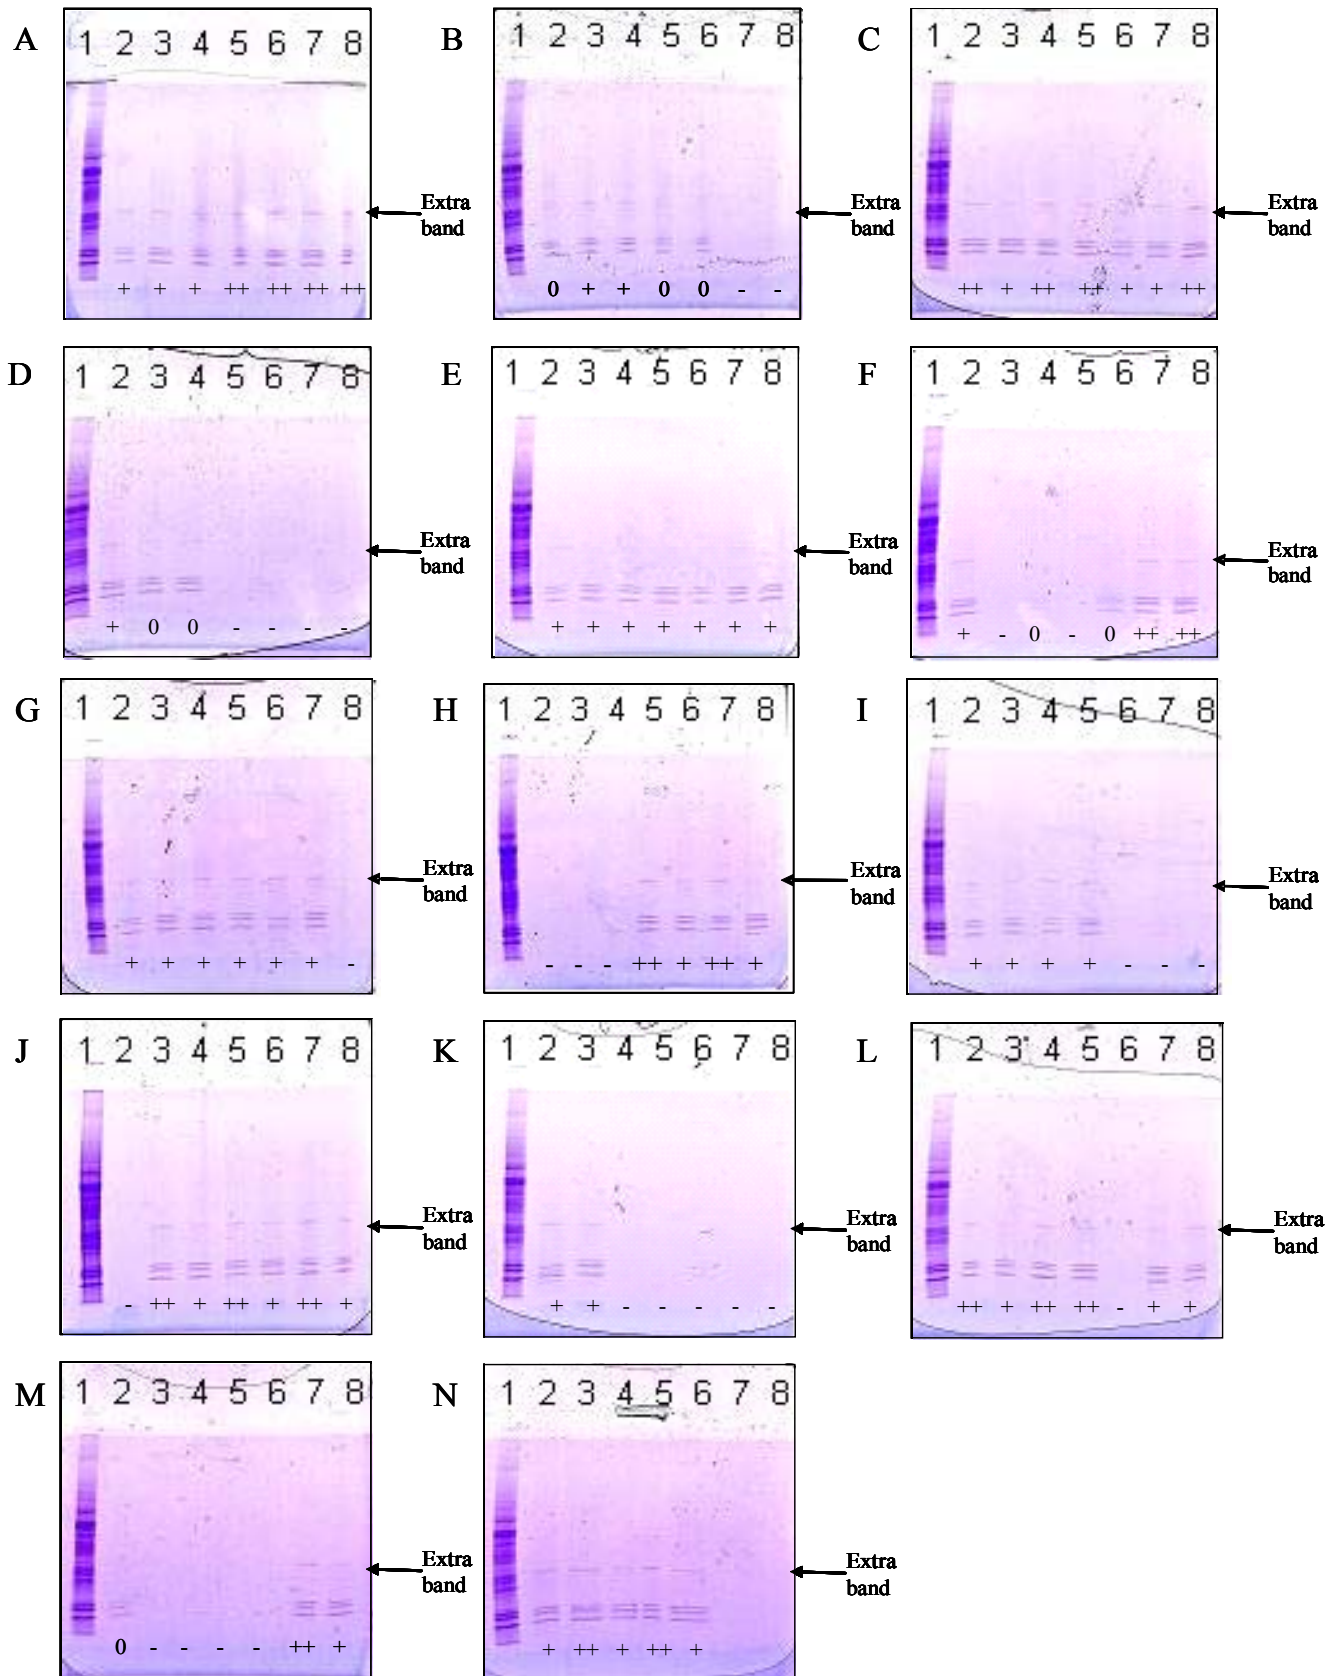 A 1 2 3 4 5 6 7 8
Extra
band
+ + + ++ ++ ++ ++
B 1 2 3 4 5 6 7 8
Extra
band
0 + + 0 0 - -
C 1 2 3 4 5 6 7 8
Extra
band
++ + ++ ++ + + ++
D 1 2 3 4 5 6 7 8
Extra
band
+ 0 0 - - - -
E 1 2 3 4 5 6 7 8
Extra
band
+ + + + + + +
F 1 2 3 4 5 6 7 8
Extra
band
+ - 0 - 0 ++ ++
G 1 2 3 4 5 6 7 8
Extra
band
+ + + + + + -
H 1 2 3 4 5 6 7 8
Extra
band
- - - ++ + ++ +
I 1 2 3 4 5 6 7 8
Extra
band
+ + + + - - -
J 1 2 3 4 5 6 7 8
Extra
band
- ++ + ++ + ++ +
K 1 2 3 4 5 6 7 8
Extra
band
+ + - - - - -
L 1 2 3 4 5 6 7 8
Extra
band
++ + ++ ++ - + +
M 1 2 3 4 5 6 7 8
Extra
band
0 - - - - ++ +
N 1 2 3 4 5 6 7 8
Extra
band
+ ++ + ++ +